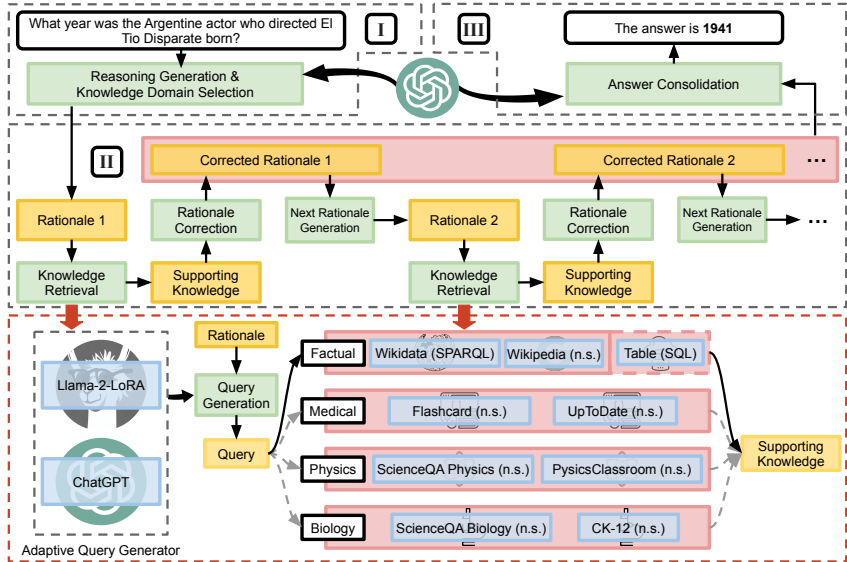 What year was the Argentine actor who directed El
Tio Disparate born?
I
III
The answer is 1941
Reasoning Generation &
Knowledge Domain Selection
Answer Consolidation
II
Corrected Rationale 1
Corrected Rationale 2
...
Rationale 1
Rationale
Correction
Next Rationale
Generation
Rationale 2
Rationale
Correction
Next Rationale
Generation
...
Knowledge
Retrieval
Supporting
Knowledge
Knowledge
Retrieval
Supporting
Knowledge
Llama-2-LoRA
ChatGPT
Adaptive Query Generator
Rationale
Query
Generation
Query
Factual
Wikidata (SPARQL)
Wikipedia (n.s.)
Table (SQL)
Medical
Flashcard (n.s.)
UpToDate (n.s.)
Physics
ScienceQA Physics (n.s.)
PysicsClassroom (n.s.)
Biology
ScienceQA Biology (n.s.)
CK-12 (n.s.)
Supporting
Knowledge